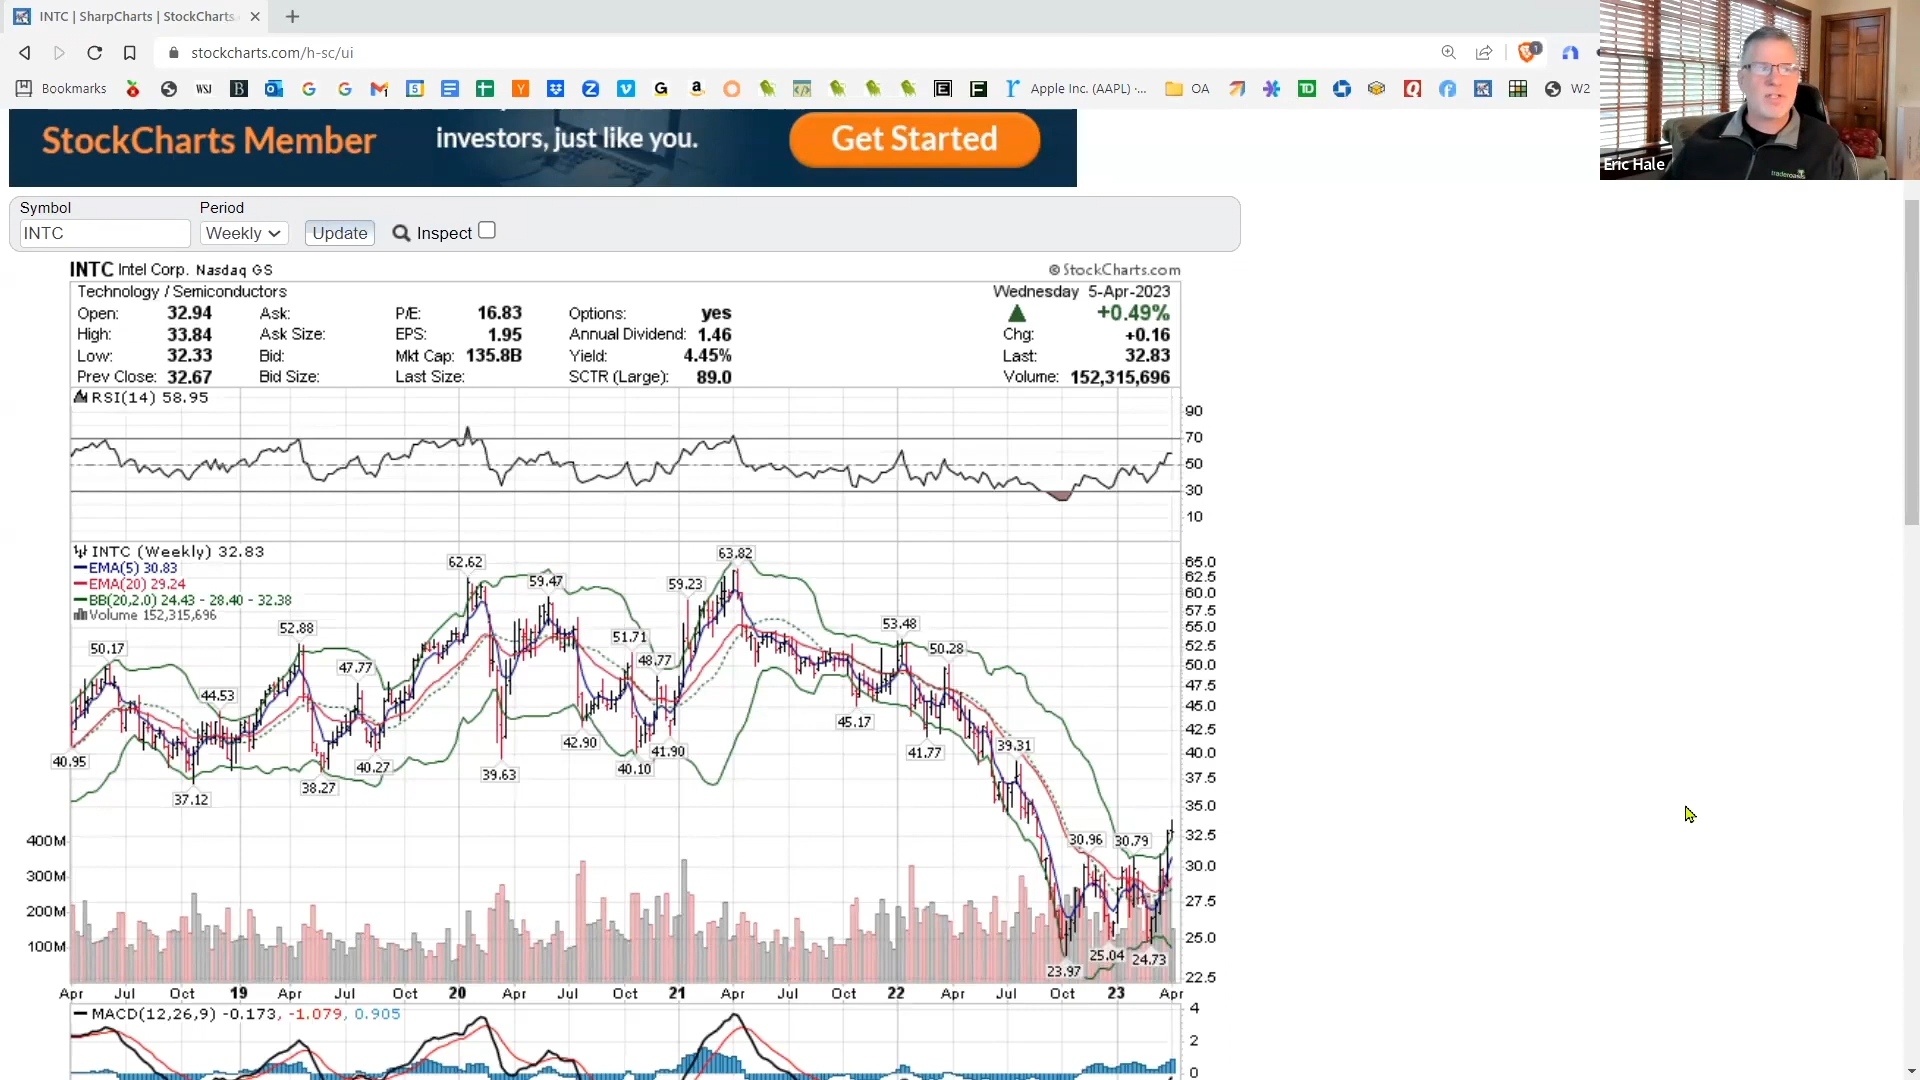 INTC | SharpCharts | StockCharts.
stockcharts.com/h-sc/ui
1
Bookmarks
WSJ
Apple Inc. (AAPL) -...
OA
TD
W2
StockCharts Member
investors, just like you.
Get Started
Eric Hale
traderoasis
Symbol
Period
INTC
Weekly
Update
Inspect
INTC Intel Corp. Nasdaq GS
© StockCharts.com
Technology / Semiconductors
Wednesday 5-Apr-2023
Open: 32.94 Ask: P/E: 16.83 Options: yes +0.49%
High: 33.84 Ask Size: EPS: 1.95 Annual Dividend: 1.46 Chg: +0.16
Low: 32.33 Bid: Mkt Cap: 135.8B Yield: 4.45% Last: 32.83
Prev Close: 32.67 Bid Size: Last Size: SCTR (Large): 89.0 Volume: 152,315,696
RSI(14) 58.95
90
70
50
30
10
INTC (Weekly) 32.83
EMA(5) 30.83
EMA(20) 29.24
BB(20,2.0) 24.43 - 28.40 - 32.38
Volume 152,315,696
65.0
62.5
60.0
57.5
55.0
52.5
50.0
47.5
45.0
42.5
40.0
37.5
35.0
32.5
30.0
27.5
25.0
22.5
63.82
62.62
59.47
59.23
53.48
52.88
51.71
50.17
50.28
48.77
47.77
44.53
45.17
42.90
41.90
41.77
39.31
40.95
40.27
40.10
39.63
38.27
37.12
30.96
30.79
25.04
24.73
23.97
400M
300M
200M
100M
Apr Jul Oct 19 Apr Jul Oct 20 Apr Jul Oct 21 Apr Jul Oct 22 Apr Jul Oct 23 Apr
MACD(12,26,9) -0.173, -1.079, 0.905
4
2
0